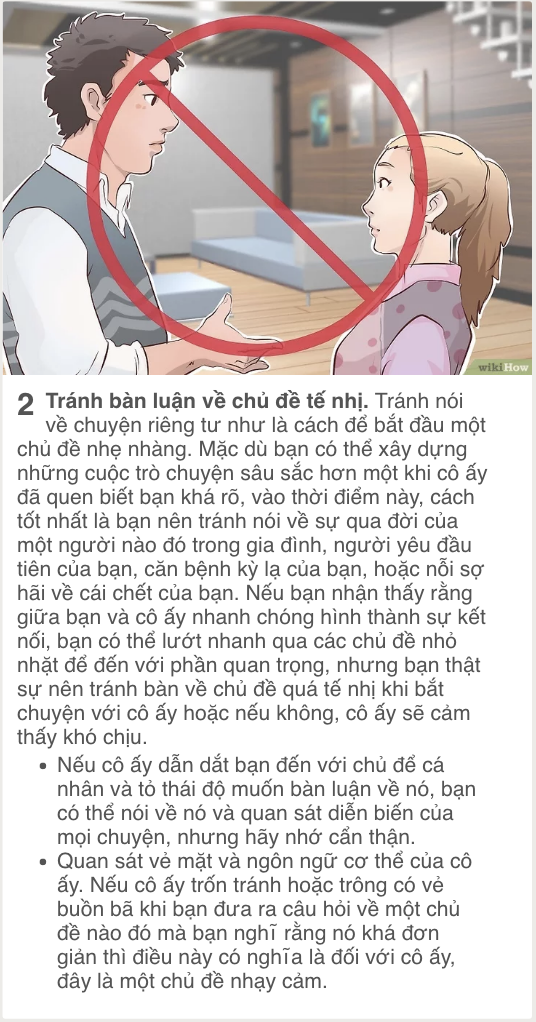 wikiHow
2 Tránh bàn luận về chủ đề tế nhị. Tránh nói
về chuyện riêng tư như là cách để bắt đầu một
chủ đề nhẹ nhàng. Mặc dù bạn có thể xây dựng
những cuộc trò chuyện sâu sắc hơn một khi cô ấy
đã quen biết bạn khá rõ, vào thời điểm này, cách
tốt nhất là bạn nên tránh nói về sự qua đời của
một người nào đó trong gia đình, người yêu đầu
tiên của bạn, căn bệnh kỳ lạ của bạn, hoặc nỗi sợ
hãi về cái chết của bạn. Nếu bạn nhận thấy rằng
giữa bạn và cô ấy nhanh chóng hình thành sự kết
nối, bạn có thể lướt nhanh qua các chủ đề nhỏ
nhặt để đến với phần quan trọng, nhưng bạn thật
sự nên tránh bàn về chủ đề quá tế nhị khi bắt
chuyện với cô ấy hoặc nếu không, cô ấy sẽ cảm
thấy khó chịu.
• Nếu cô ấy dẫn dắt bạn đến với chủ để cá
nhân và tỏ thái độ muốn bàn luận về nó, bạn
có thể nói về nó và quan sát diễn biến của
mọi chuyện, nhưng hãy nhớ cẩn thận.
• Quan sát vẻ mặt và ngôn ngữ cơ thể của cô
ấy. Nếu cô ấy trốn tránh hoặc trông có vẻ
buồn bã khi bạn đưa ra câu hỏi về một chủ
đề nào đó mà bạn nghĩ rằng nó khá đơn
giản thì điều này có nghĩa là đối với cô ấy,
đây là một chủ đề nhạy cảm.